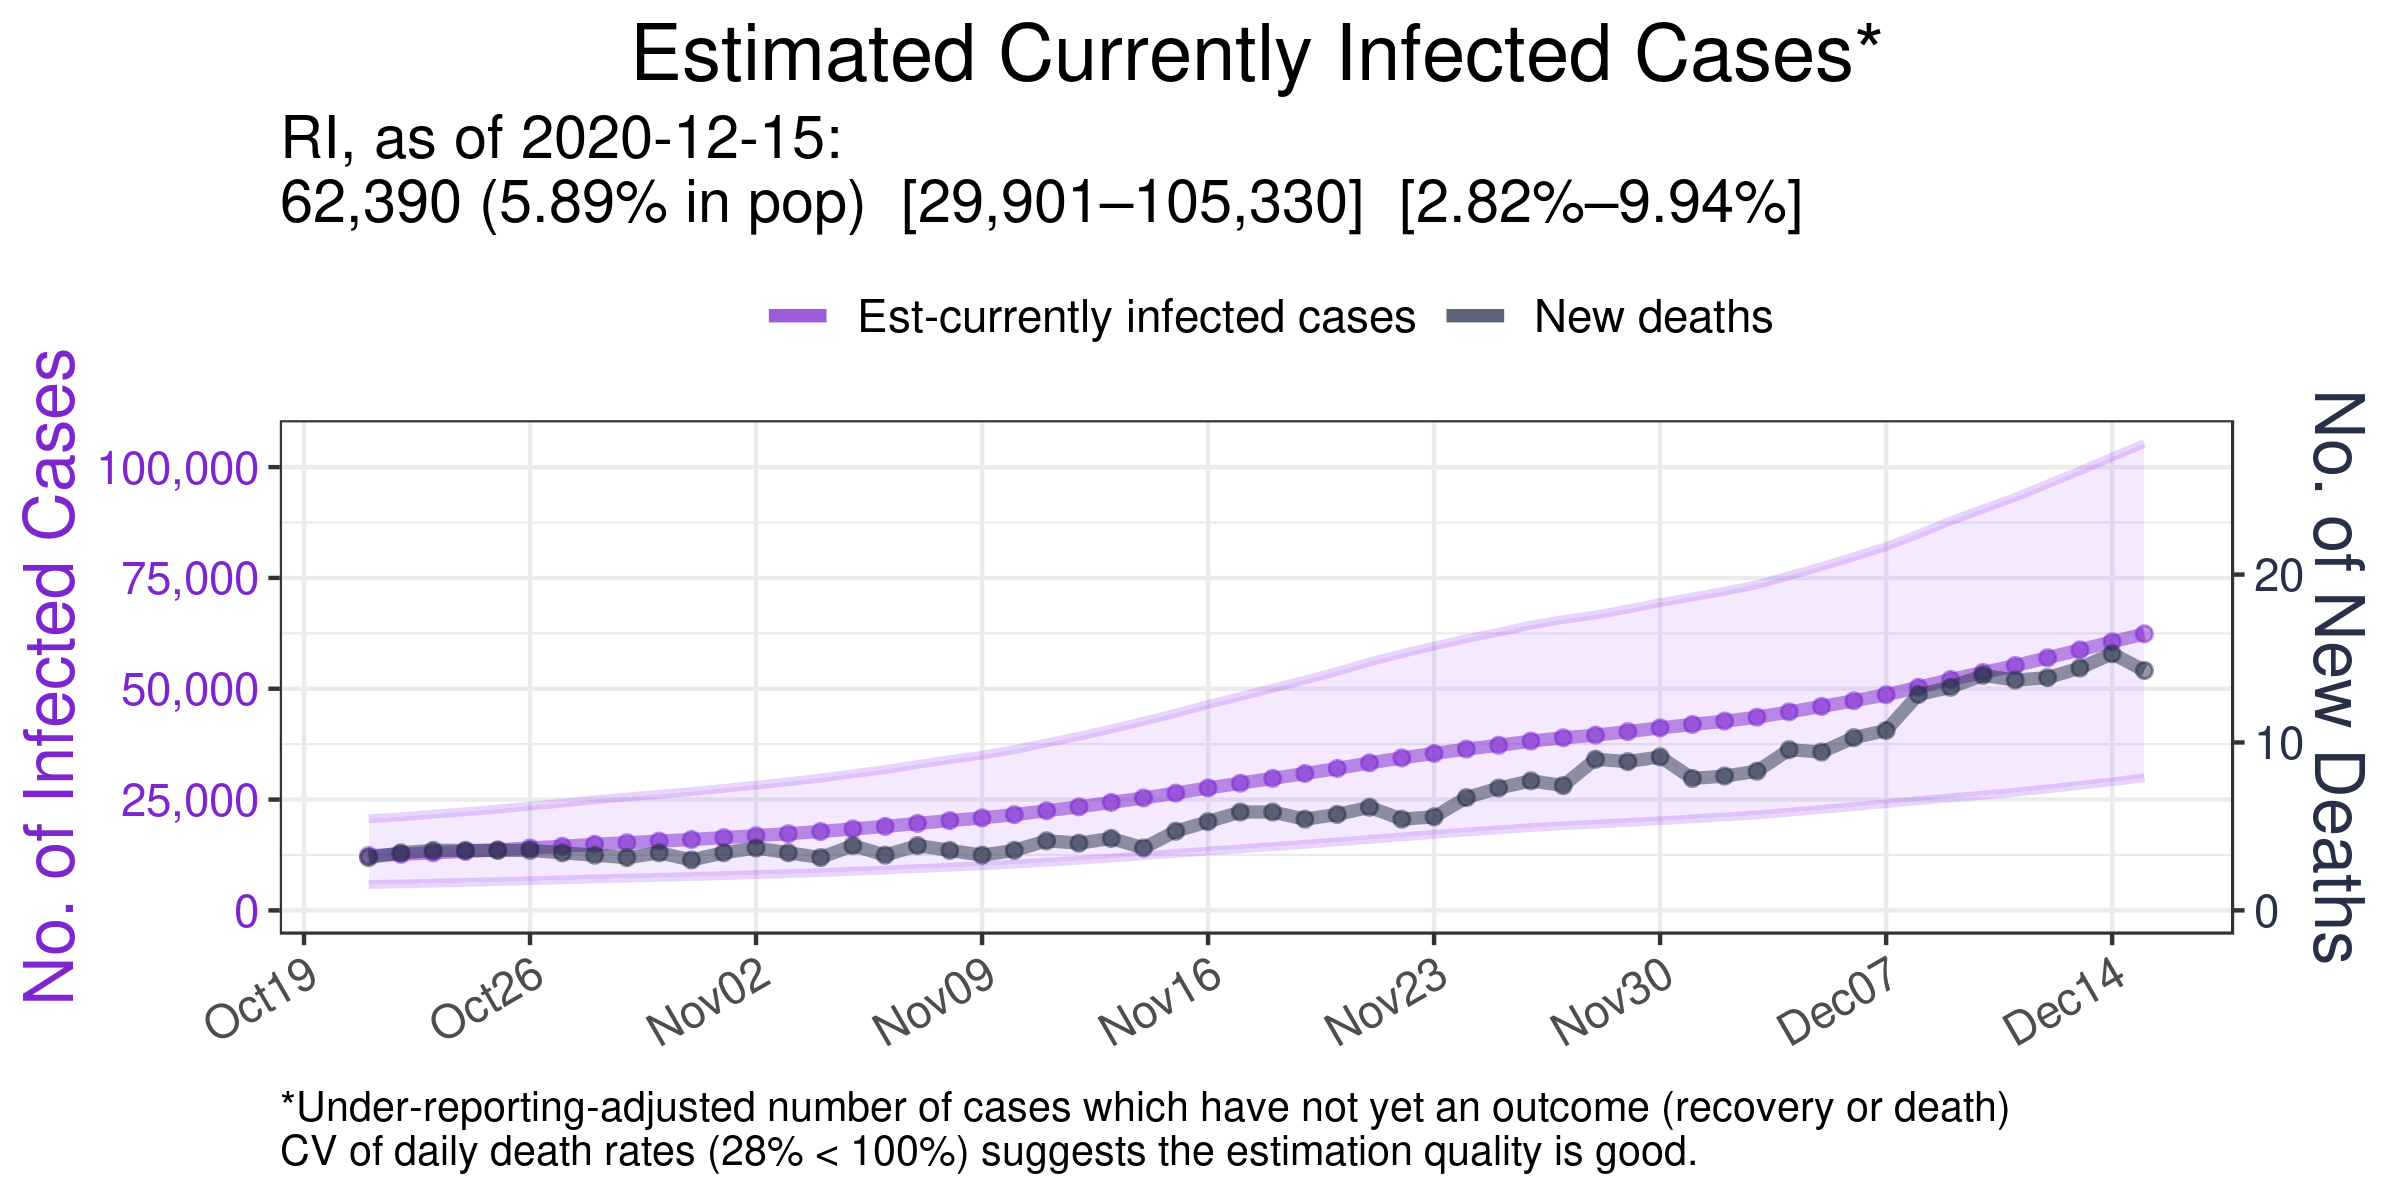 Estimated Currently Infected Cases*
RI, as of 2020-12-15:
62,390 (5.89% in pop)  [29,901–105,330]  [2.82%–9.94%]
Est-currently infected cases
New deaths
No. of Infected Cases
100,000
75,000
50,000
25,000
0
20
10
0
No. of New Deaths
Oct19
Oct26
Nov02
Nov09
Nov16
Nov23
Nov30
Dec07
Dec14
*Under-reporting-adjusted number of cases which have not yet an outcome (recovery or death)
CV of daily death rates (28% < 100%) suggests the estimation quality is good.